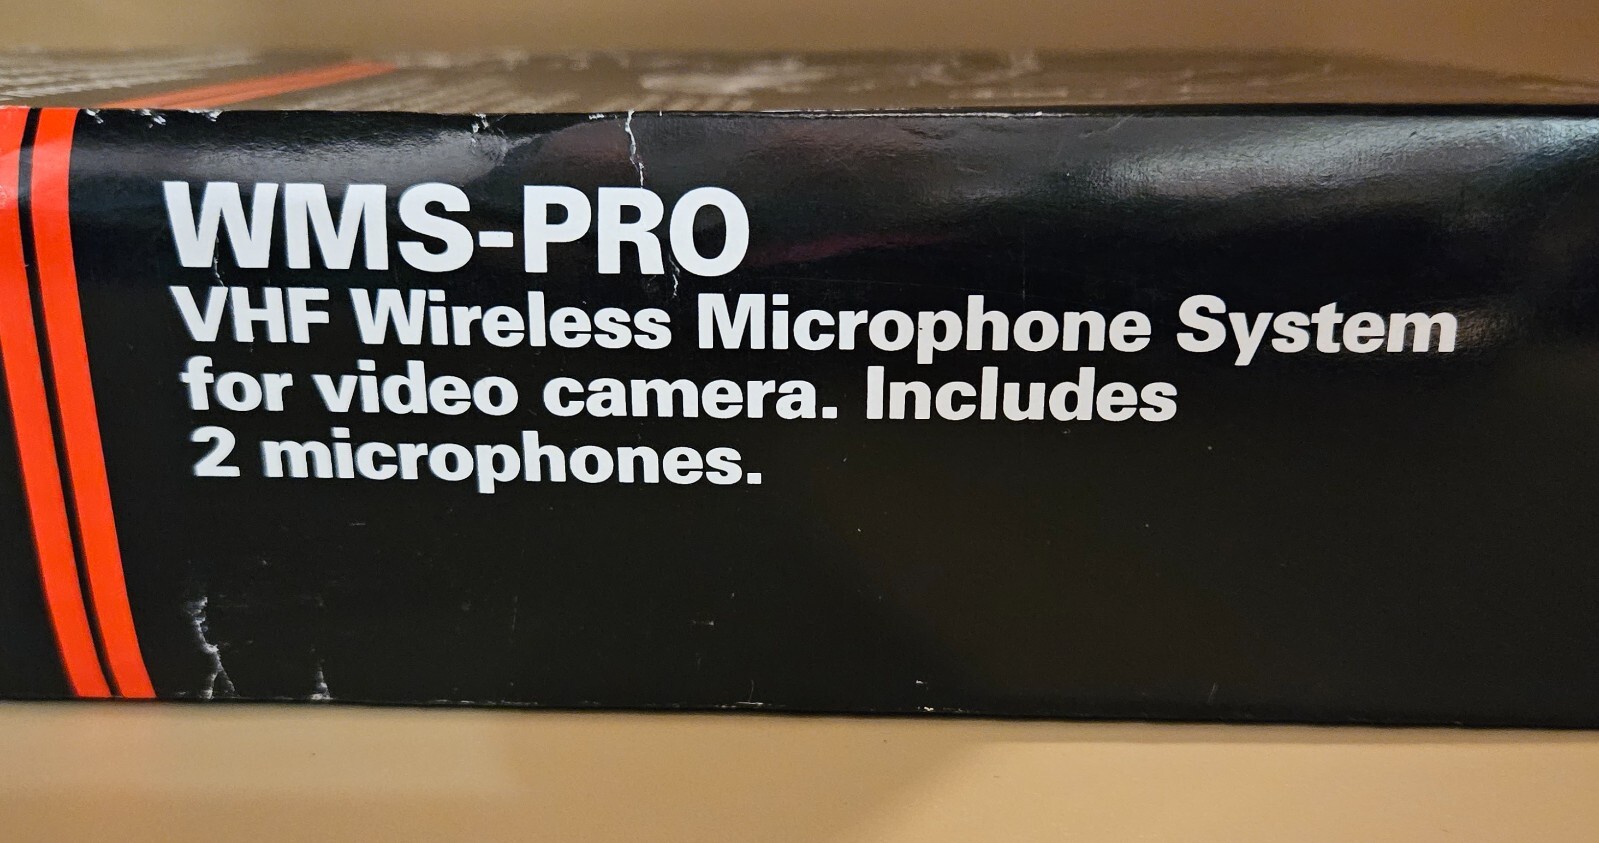 WMS-PRO
VHF Wireless Microphone System
for video camera. Includes
2 microphones.